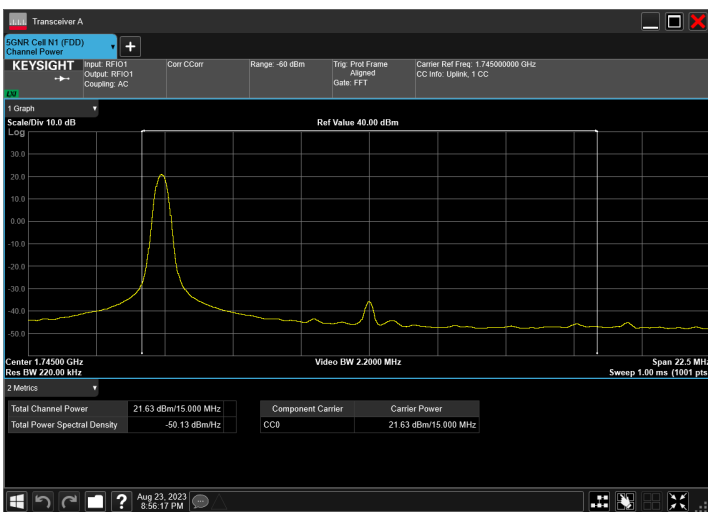 Transceiver A
5GNR Cell N1 (FDD)
Channel Power
KEYSIGHT
LXI
Input: RFIO1
Output: RFIO1
Coupling: AC
Corr CCorr
Range: -60 dBm
Trig: Prot Frame
Aligned
Gate: FFT
Carrier Ref Freq: 1.745000000 GHz
CC Info: Uplink, 1 CC
1 Graph
Scale/Div 10.0 dB
Ref Value 40.00 dBm
Log
30.0
20.0
10.0
0.00
-10.0
-20.0
-30.0
-40.0
-50.0
Center 1.74500 GHz
Video BW 2.2000 MHz
Span 22.5 MHz
Res BW 220.00 kHz
Sweep 1.00 ms (1001 pts)
2 Metrics
Total Channel Power 21.63 dBm/15.000 MHz
Total Power Spectral Density -50.13 dBm/Hz
Component Carrier Carrier Power
CC0 21.63 dBm/15.000 MHz
Aug 23, 2023
8:56:17 PM